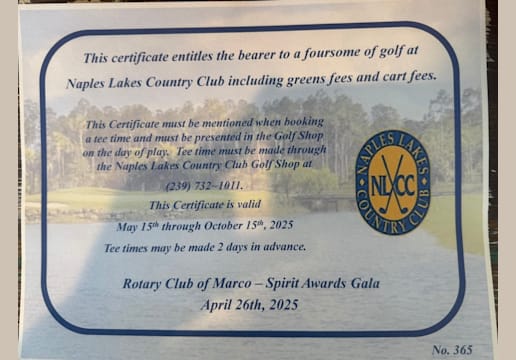 This certificate entitles the bearer to a foursome of golf at
Naples Lakes Country Club including greens fees and cart fees.
This Certificate must be mentioned when booking
a tee time and must be presented in the Golf Shop
on the day of play. Tee time must be made through
the Naples Lakes Country Club Golf Shop at
(239) 732~1011.
This Certificate is valid
May 15th through October 15th, 2025
Tee times may be made 2 days in advance.
NAPLES LAKES
NLCC
COUNTRY CLUB
Rotary Club of Marco – Spirit Awards Gala
April 26th, 2025
No. 365